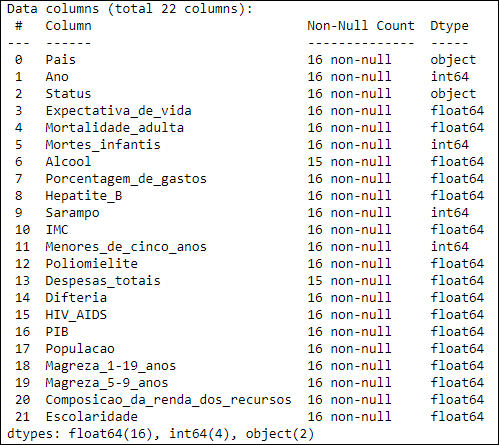 Data columns (total 22 columns):
 #   Column                           Non-Null Count  Dtype
---  ------                           --------------  -----
 0   Pais                             16 non-null     object
 1   Ano                              16 non-null     int64
 2   Status                           16 non-null     object
 3   Expectativa_de_vida              16 non-null     float64
 4   Mortalidade_adulta               16 non-null     float64
 5   Mortes_infantis                  16 non-null     int64
 6   Alcool                           15 non-null     float64
 7   Porcentagem_de_gastos            16 non-null     float64
 8   Hepatite_B                       16 non-null     float64
 9   Sarampo                          16 non-null     int64
 10  IMC                              16 non-null     float64
 11  Menores_de_cinco_anos            16 non-null     int64
 12  Poliomielite                     16 non-null     float64
 13  Despesas_totais                  15 non-null     float64
 14  Difteria                         16 non-null     float64
 15  HIV_AIDS                         16 non-null     float64
 16  PIB                              16 non-null     float64
 17  Populacao                        16 non-null     float64
 18  Magreza_1-19_anos                16 non-null     float64
 19  Magreza_5-9_anos                 16 non-null     float64
 20  Composicao_da_renda_dos_recursos 16 non-null     float64
 21  Escolaridade                     16 non-null     float64
dtypes: float64(16), int64(4), object(2)